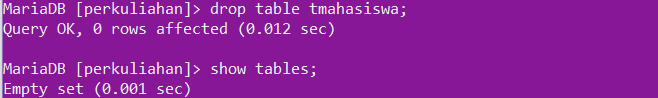 MariaDB [perkuliahan]> drop table tmahasiswa;
Query OK, 0 rows affected (0.012 sec)
MariaDB [perkuliahan]> show tables;
Empty set (0.001 sec)